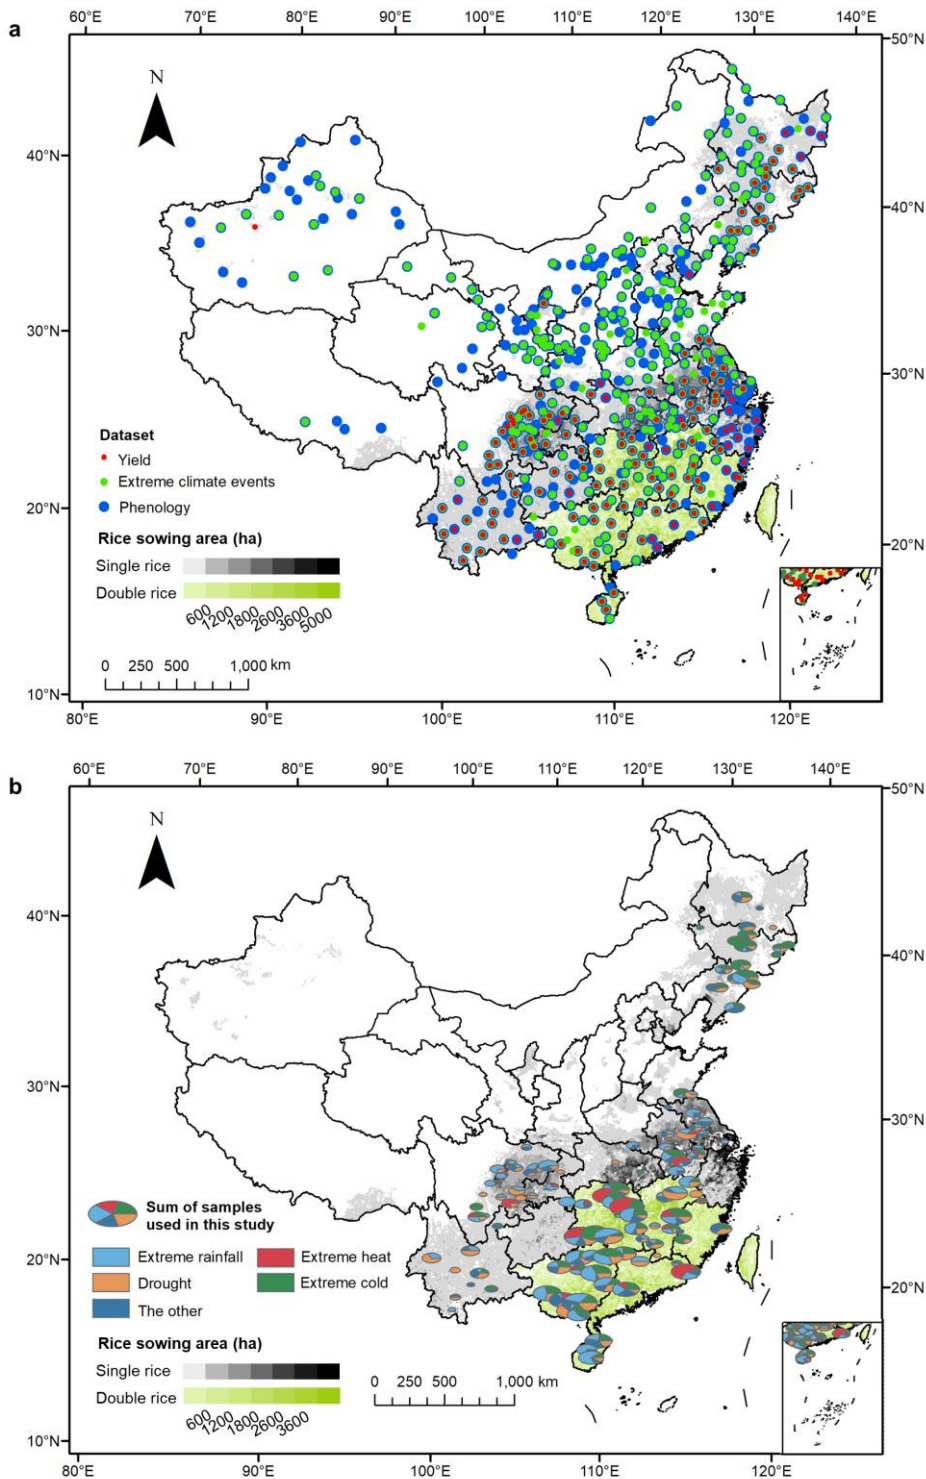 60°E 70°E 80°E 90°E 100°E 110°E 120°E 130°E 140°E
a
50°N
N
40°N
40°N
30°N
30°N
Dataset
Yield
Extreme climate events
Phenology
20°N
20°N
Rice sowing area (ha)
Single rice
Double rice
600 1200 1800 2600 3600 5000
0 250 500 1,000 km
10°N
80°E 90°E 100°E 110°E 120°E
60°E 70°E 80°E 90°E 100°E 110°E 120°E 130°E 140°E
b
50°N
N
40°N
40°N
30°N
30°N
Sum of samples
used in this study
Extreme rainfall Extreme heat
20°N
20°N
Drought Extreme cold
The other
Rice sowing area (ha)
Single rice
Double rice
600 1200 1800 2600 3600
0 250 500 1,000 km
10°N
80°E 90°E 100°E 110°E 120°E